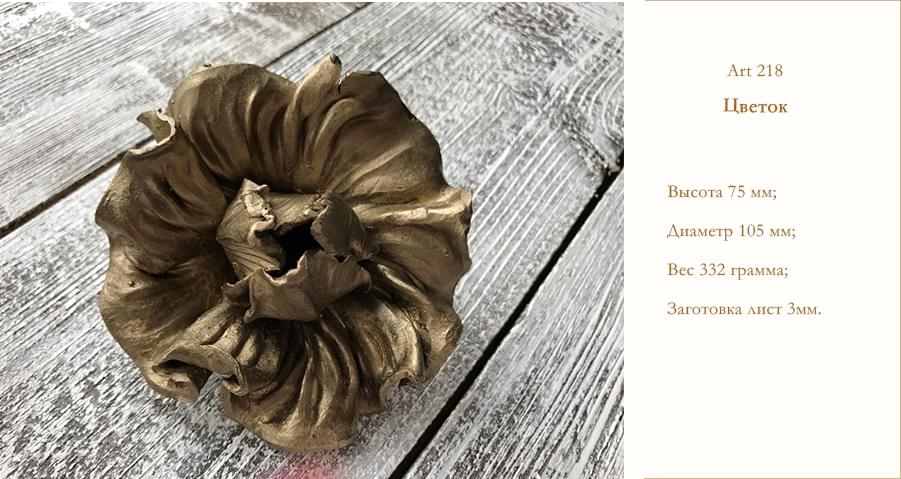 Art 218
Цветок
Высота 75 мм;
Диаметр 105 мм;
Вес 332 грамма;
Заготовка лист 3мм.